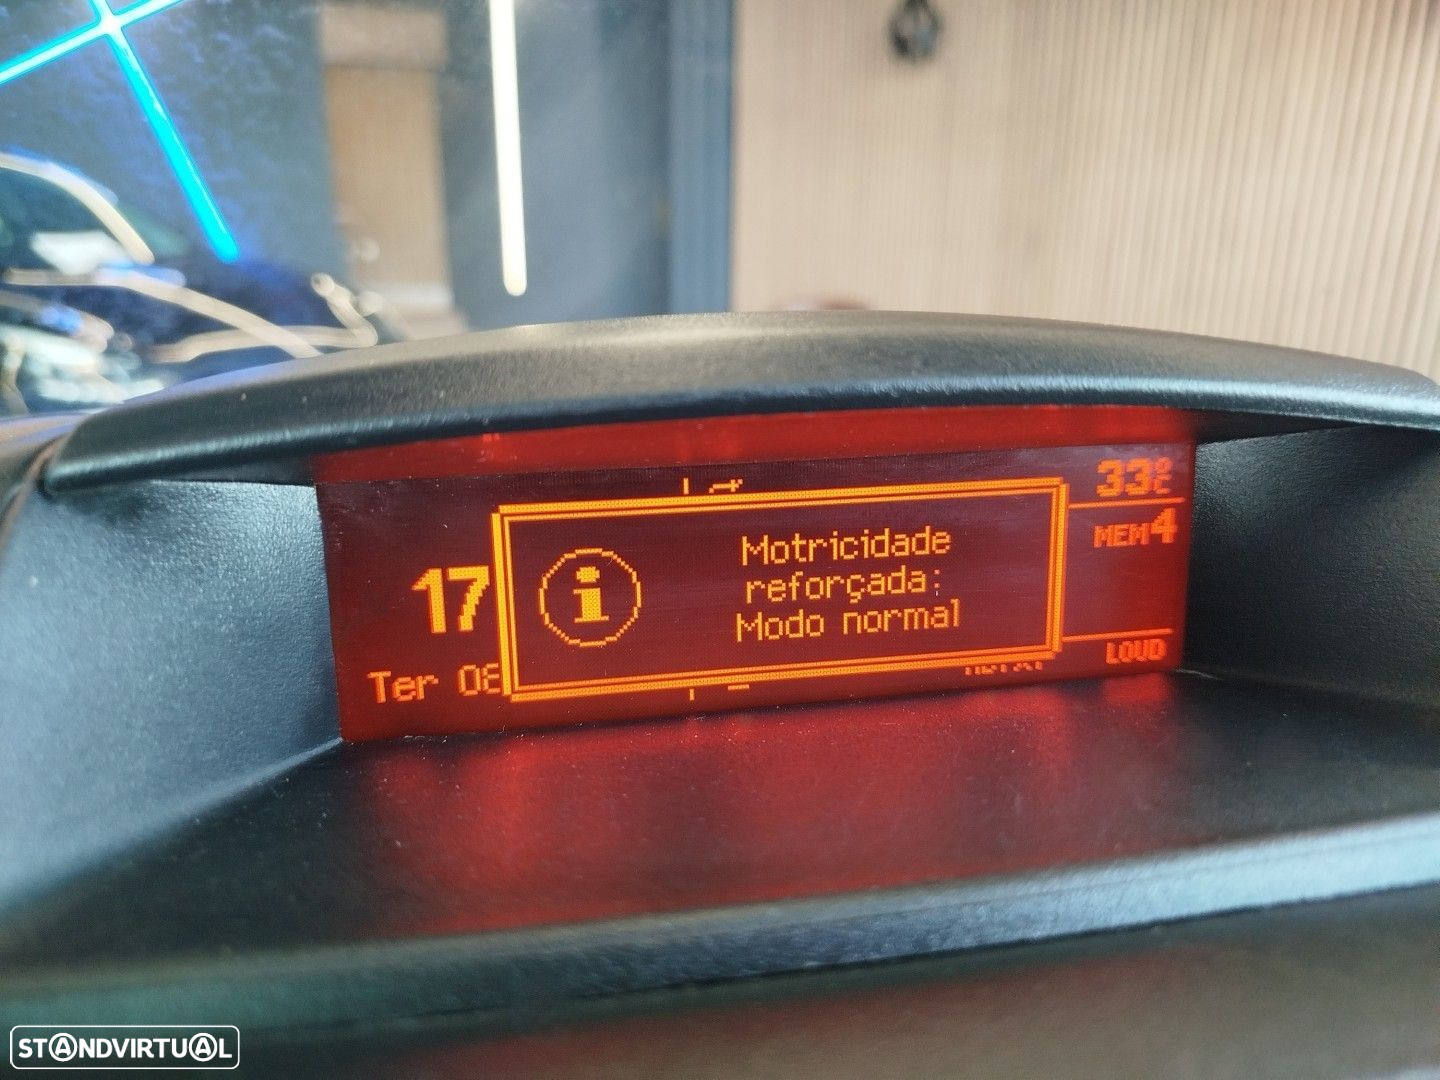 33°C
MEM 4
Motricidade
reforçada:
Modo normal
17
Ter
LOUD
STANDVIRTUAL